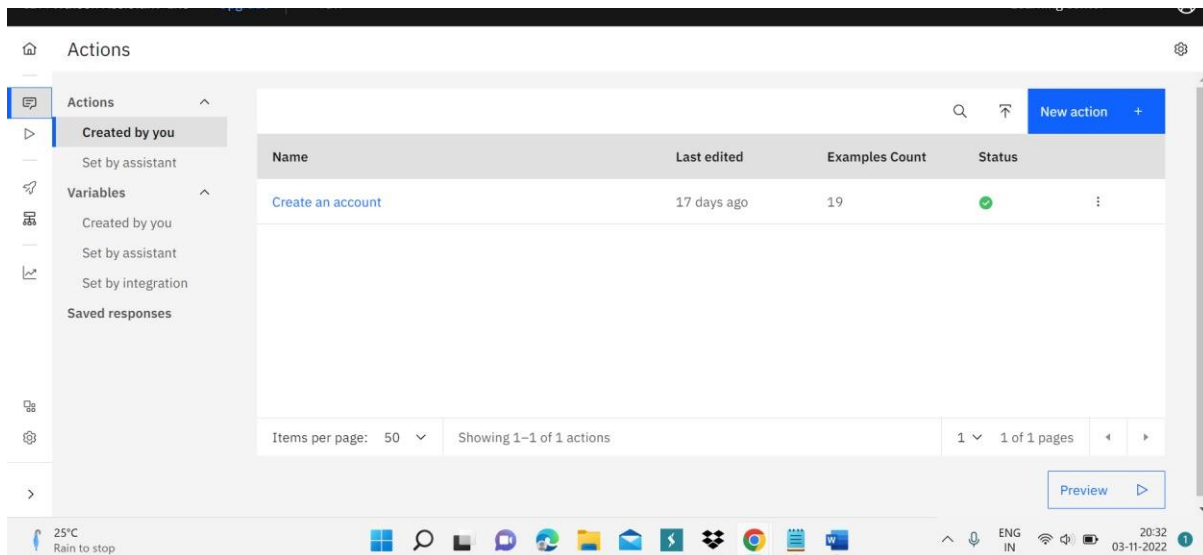 Actions
Actions
Created by you
Set by assistant
Variables
Created by you
Set by assistant
Set by integration
Saved responses
New action +
Name Last edited Examples Count Status
Create an account 17 days ago 19
Items per page: 50 Showing 1–1 of 1 actions 1 1 of 1 pages
Preview
25°C
Rain to stop
ENG
IN
20:32
03-11-2022
1